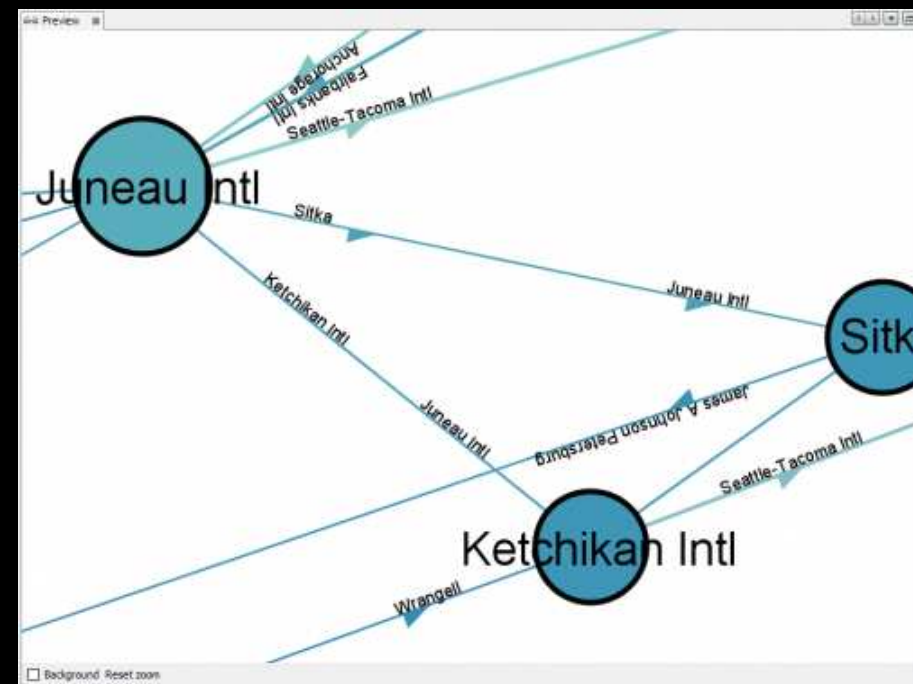 Preview
Anchorage Intl
Fairbanks Intl
Seattle-Tacoma Intl
Juneau Intl
Sitka
Juneau Intl
Ketchikan Intl
Sitk
Juneau Intl
James A Johnson Petersburg
Seattle-Tacoma Intl
Ketchikan Intl
Wrangell
Background Reset zoom